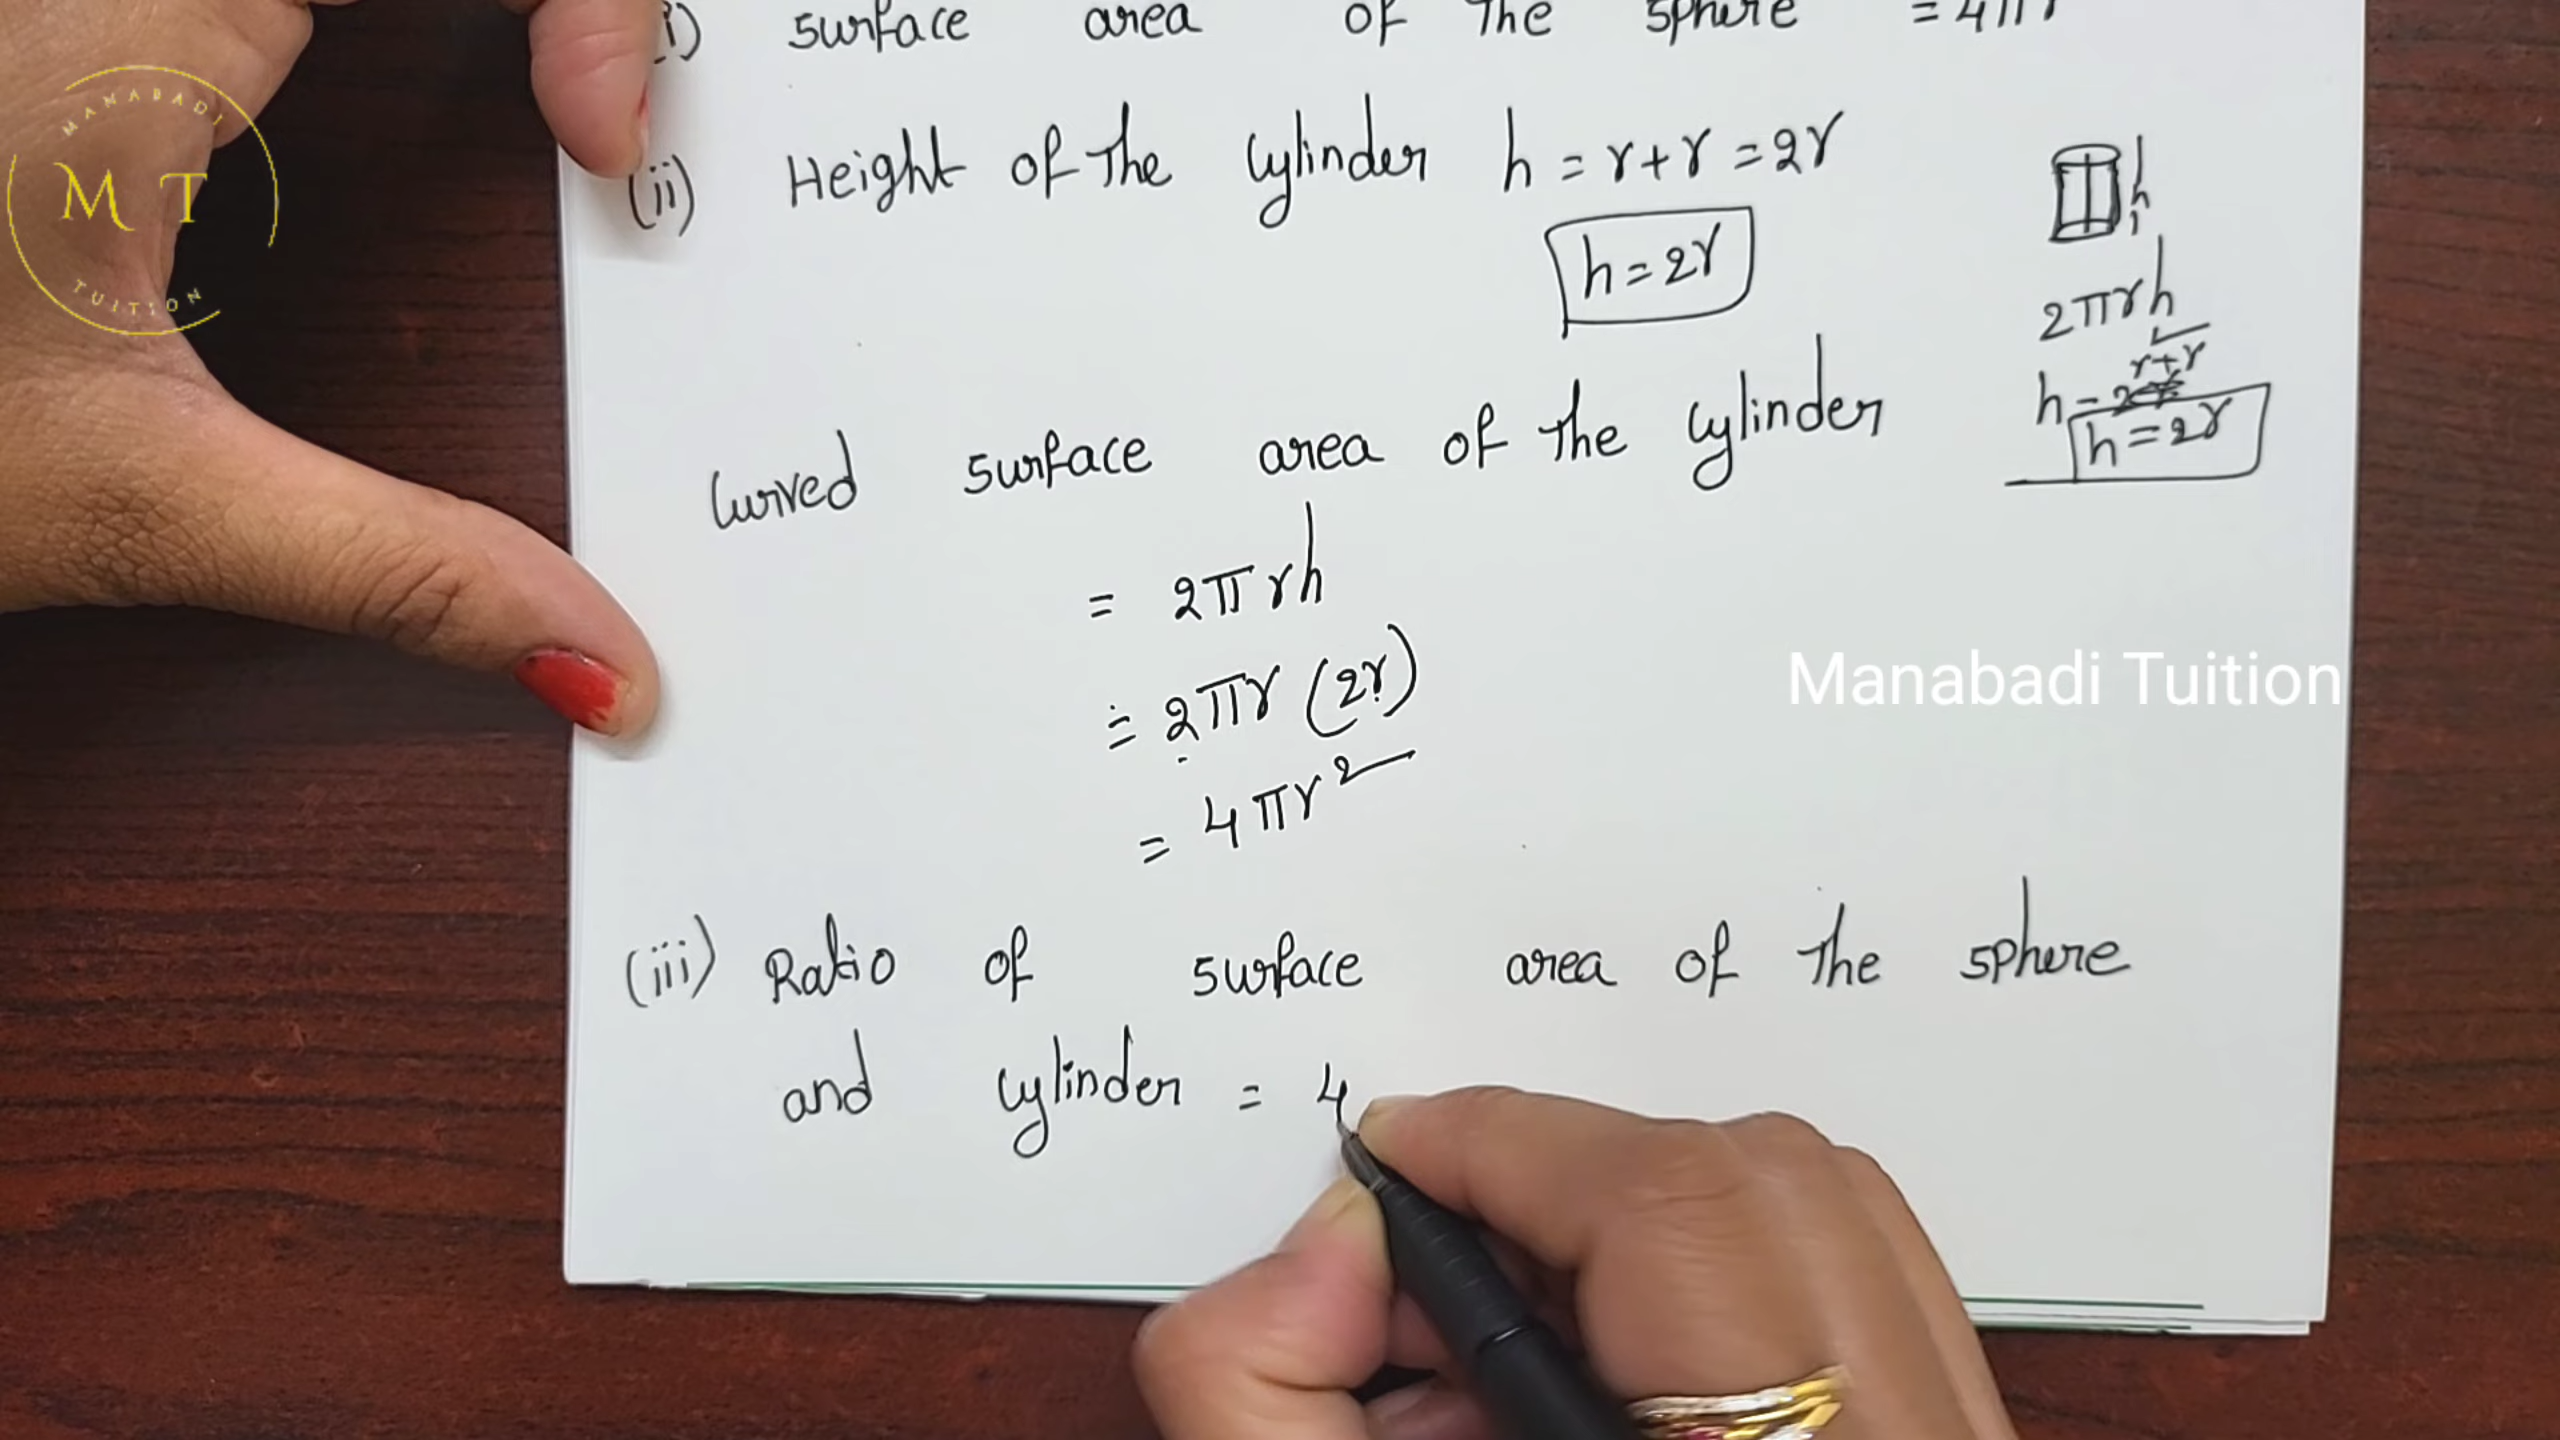 (i) Surface area of the sphere = 4πr
(ii) Height of the Cylinder h = r+r = 2r
h = 2r
h
2πrh
r+r
h =
h = 2r
Curved Surface area of the Cylinder
= 2πrh
= 2πr (2r)
= 4πr²
(iii) Ratio of Surface area of the sphere
and Cylinder = 4
MANABADI
M T
TUITION
Manabadi Tuition